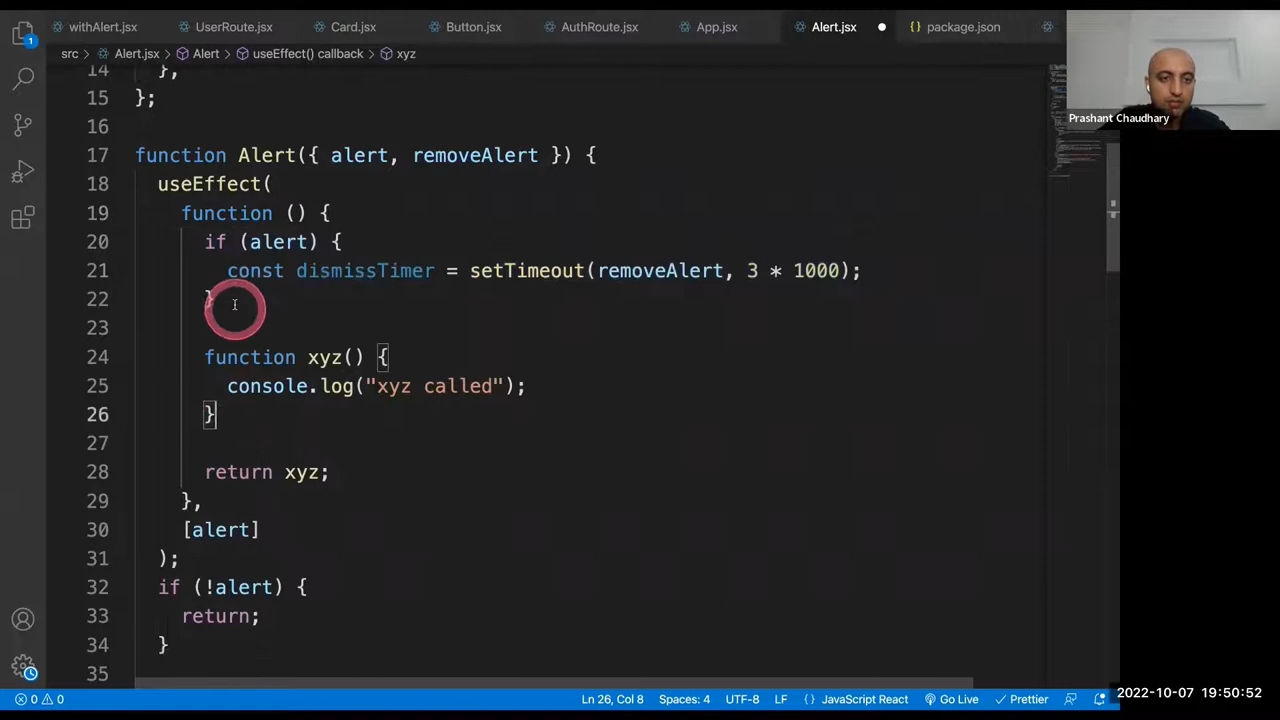 withAlert.jsx UserRoute.jsx Card.jsx Button.jsx AuthRoute.jsx App.jsx Alert.jsx {} package.json
src > Alert.jsx > Alert > useEffect() callback > xyz
1
Prashant Chaudhary
14 },
15 };
16
17 function Alert({ alert, removeAlert }) {
18 useEffect(
19 function () {
20 if (alert) {
21 const dismissTimer = setTimeout(removeAlert, 3 * 1000);
22 }
23
24 function xyz() {
25 console.log("xyz called");
26 }
27
28 return xyz;
29 },
30 [alert]
31 );
32 if (!alert) {
33 return;
34 }
35
0 0 Ln 26, Col 8 Spaces: 4 UTF-8 LF {} JavaScript React Go Live Prettier 2022-10-07 19:50:52